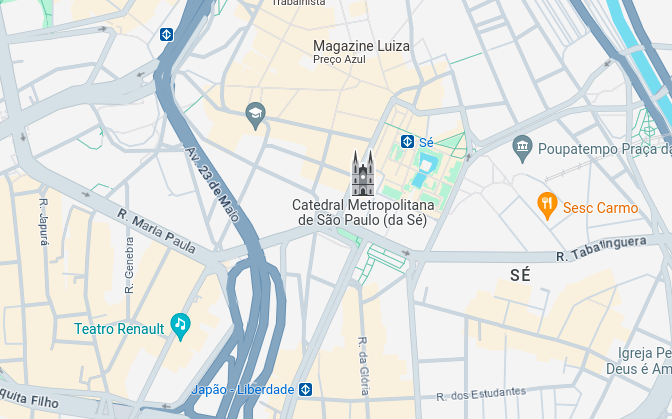 Trabalhista
Magazine Luiza
Preço Azul
Sé
Poupatempo Praça da
Av. 23 de Maio
Catedral Metropolitana
de São Paulo (da Sé)
Sesc Carmo
R. Japurá
R. Maria Paula
R. Genebra
R. Tabatinguera
SÉ
Teatro Renault
R. da Glória
Igreja Pe
Deus é Am
Japão - Liberdade
R. dos Estudantes
quita Filho